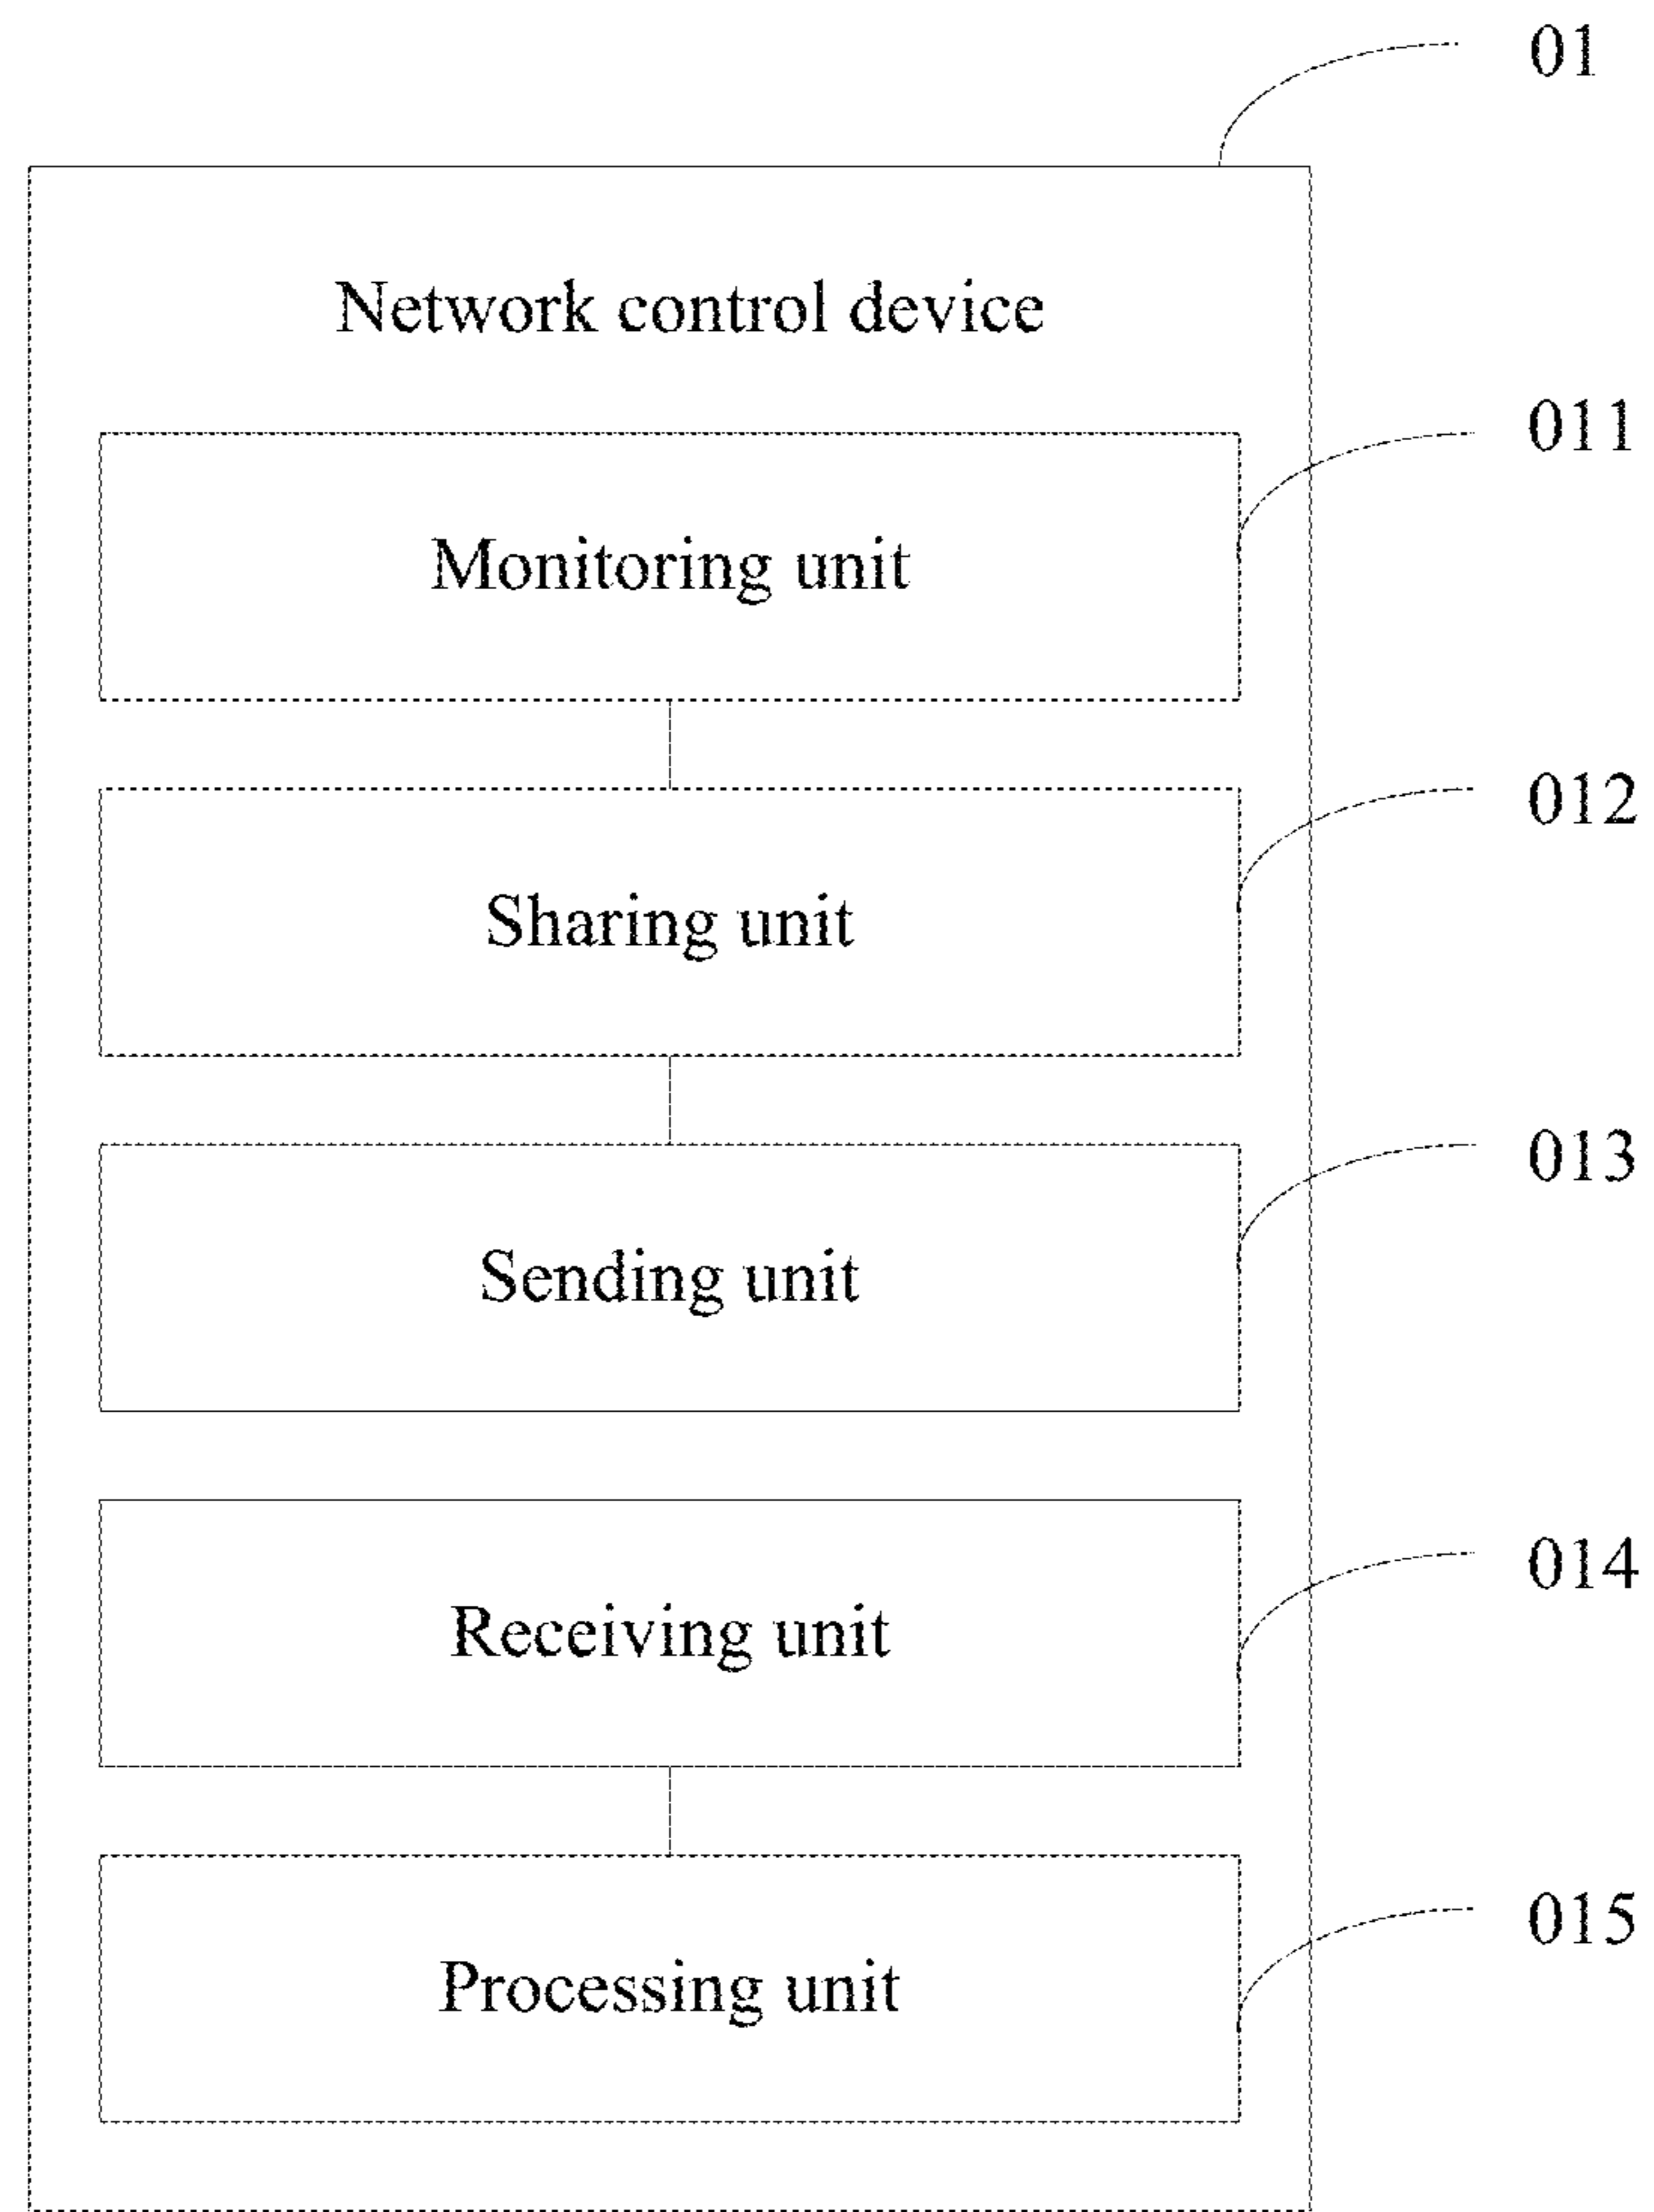 01
Network control device
011
Monitoring unit
012
Sharing unit
013
Sending unit
014
Receiving unit
015
Processing unit